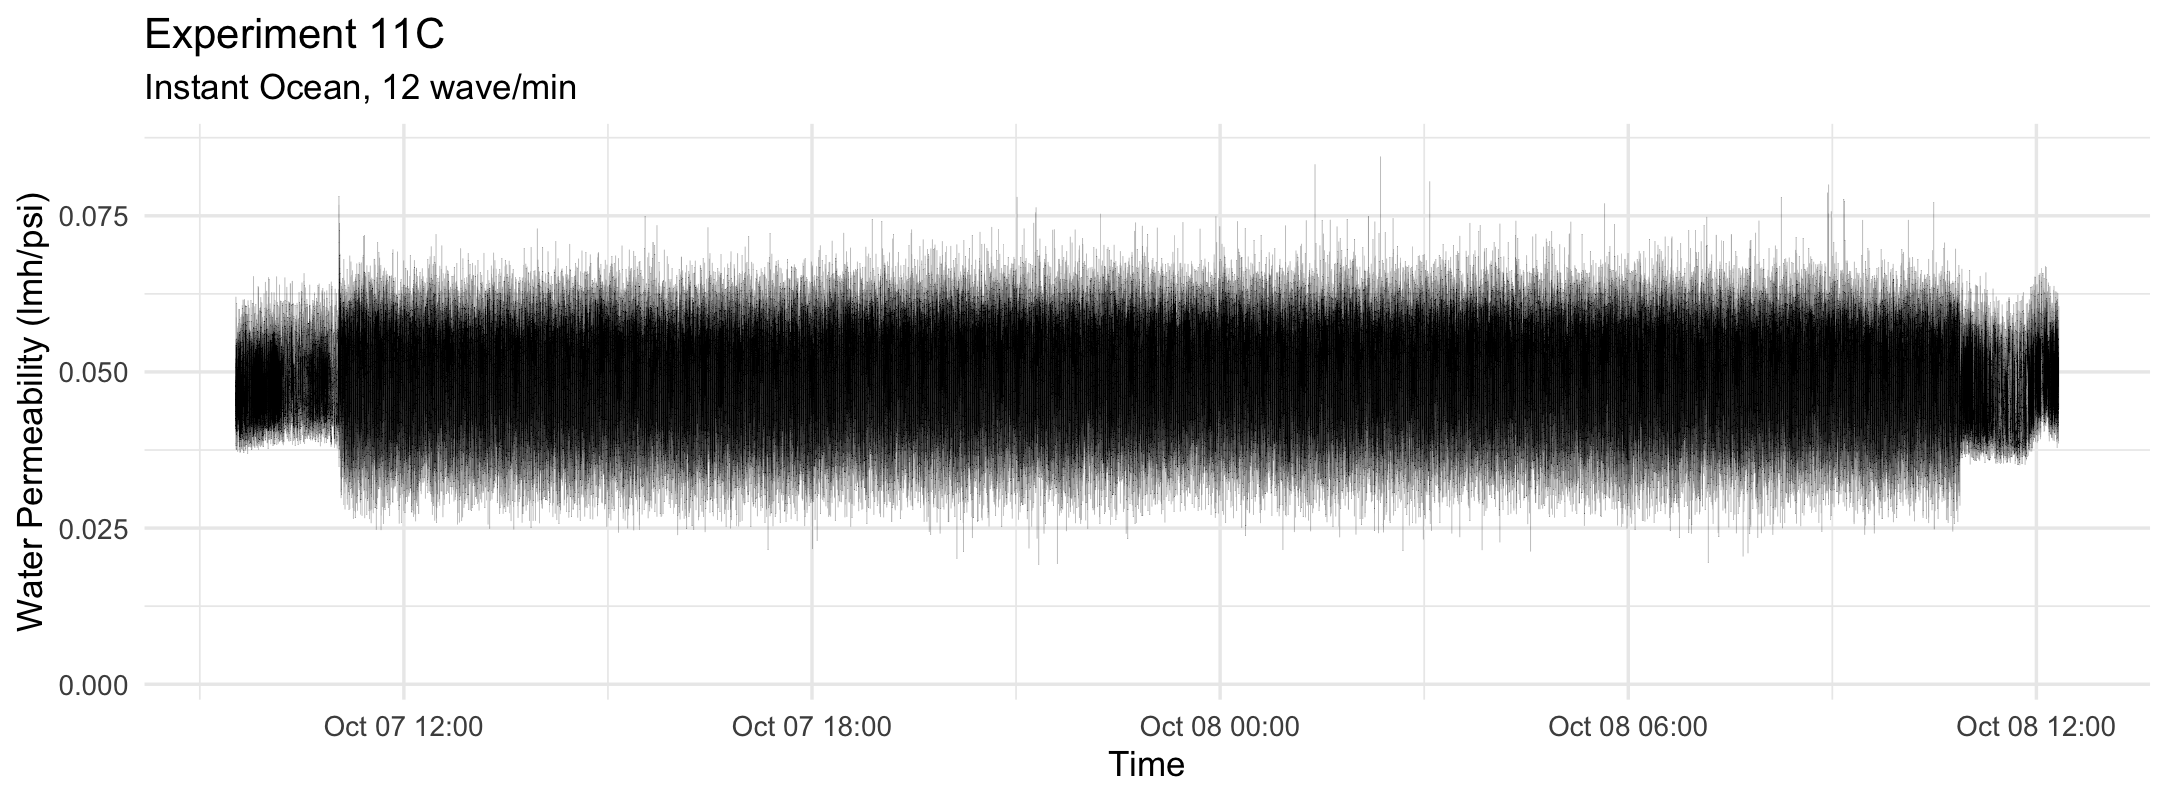 Experiment 11C
Instant Ocean, 12 wave/min
Water Permeability (lmh/psi)
0.075
0.050
0.025
0.000
Oct 07 12:00 Oct 07 18:00 Oct 08 00:00 Oct 08 06:00 Oct 08 12:00
Time